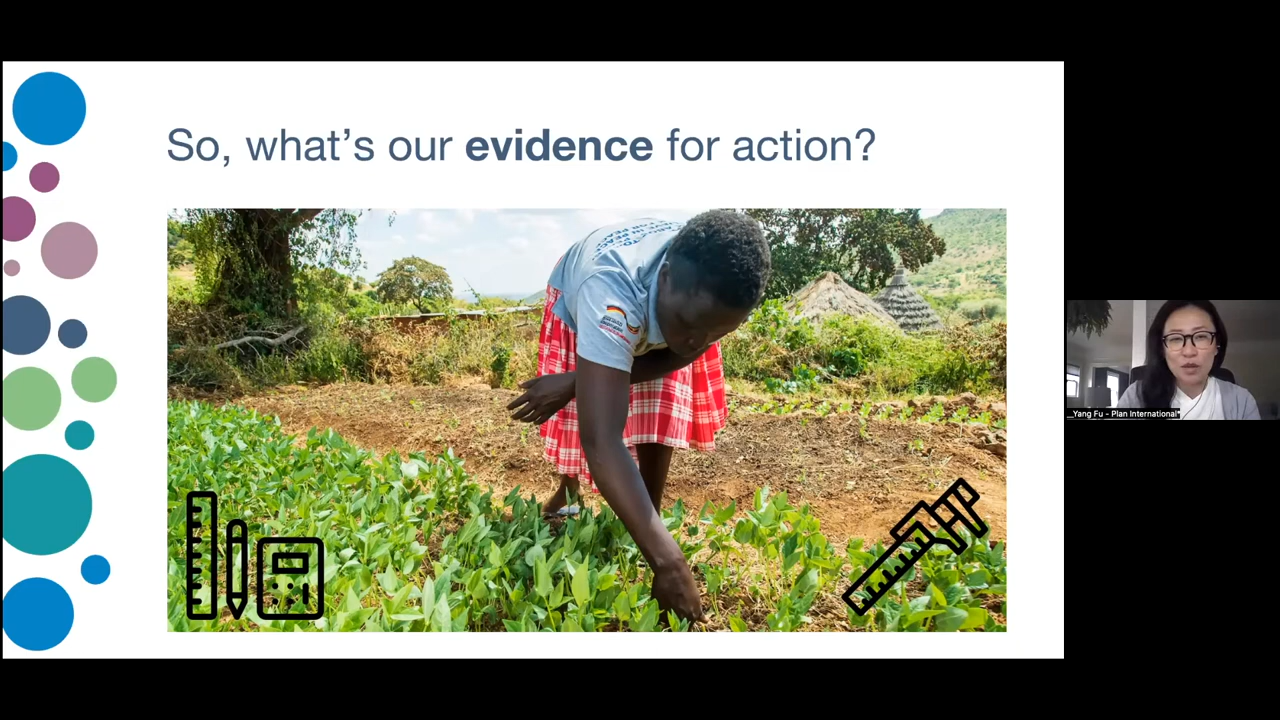 So, what's our evidence for action?
Yang Fu - Plan International